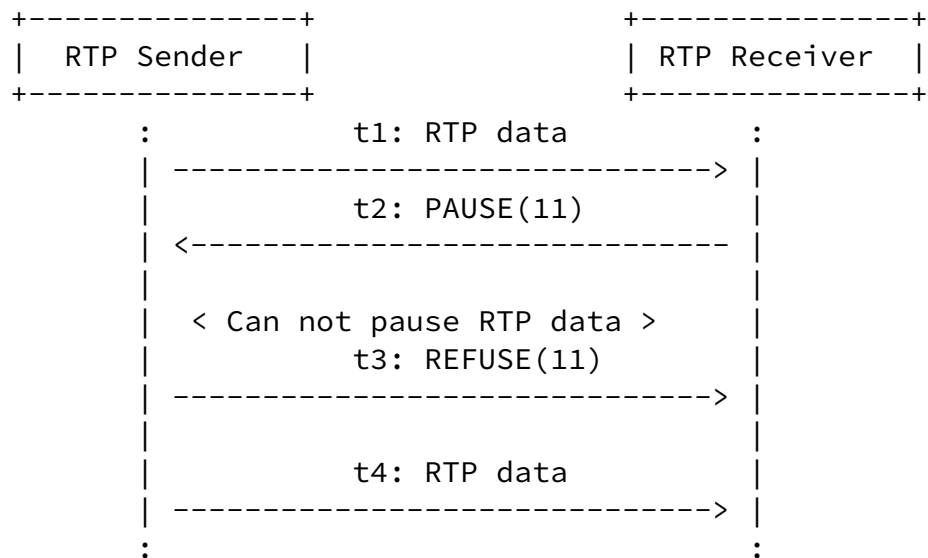 RTP Sender RTP Receiver
t1: RTP data
t2: PAUSE(11)
< Can not pause RTP data >
t3: REFUSE(11)
t4: RTP data